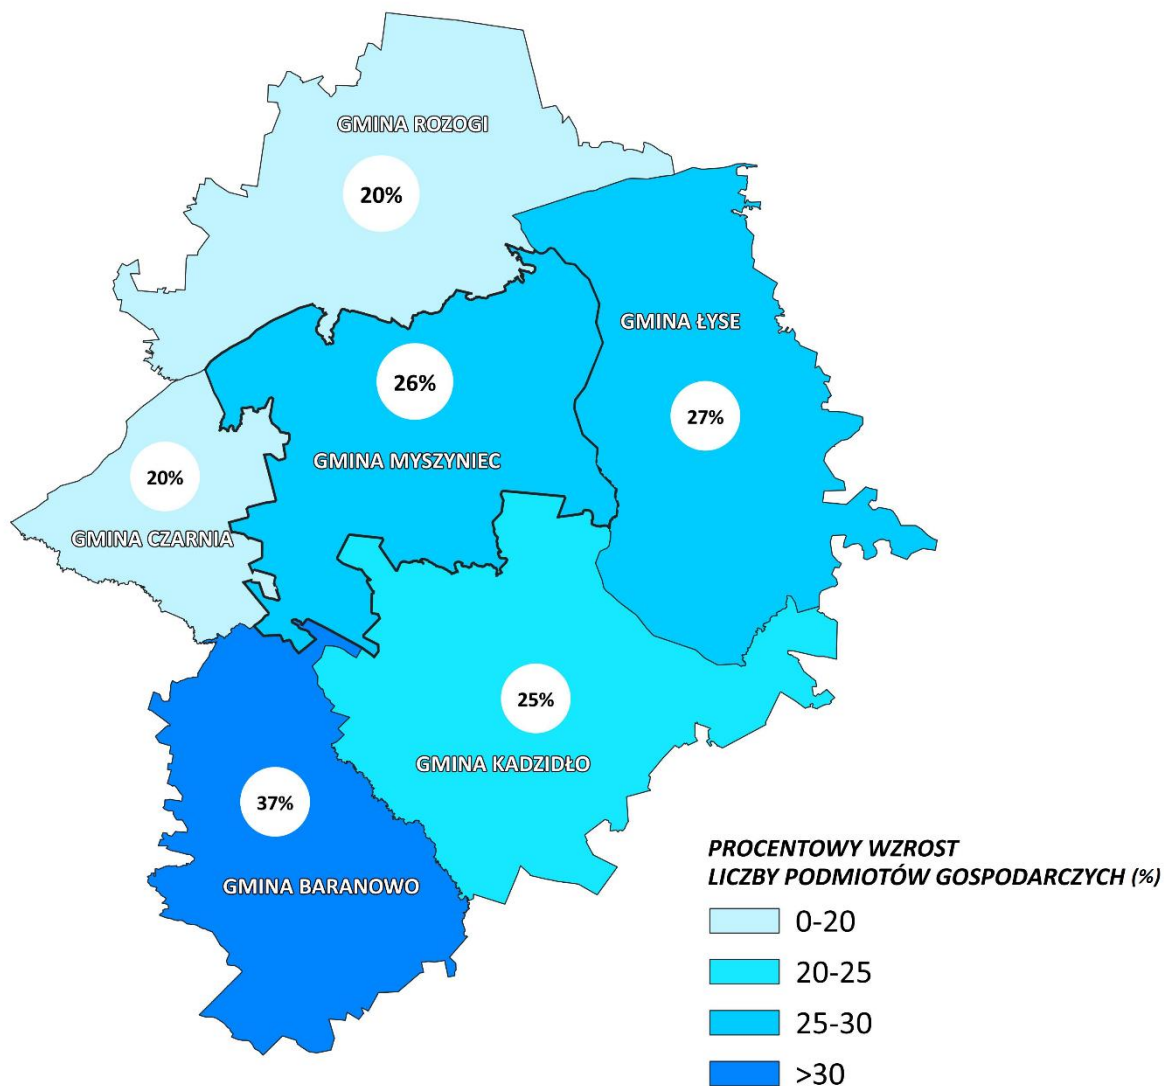 GMINA ROZOGI
20%
GMINA ŁYSE
27%
26%
GMINA MYSZYNIEC
20%
GMINA CZARNIA
25%
GMINA KADZIDŁO
37%
GMINA BARANOWO
PROCENTOWY WZROST
LICZBY PODMIOTÓW GOSPODARCZYCH (%)
0-20
20-25
25-30
>30